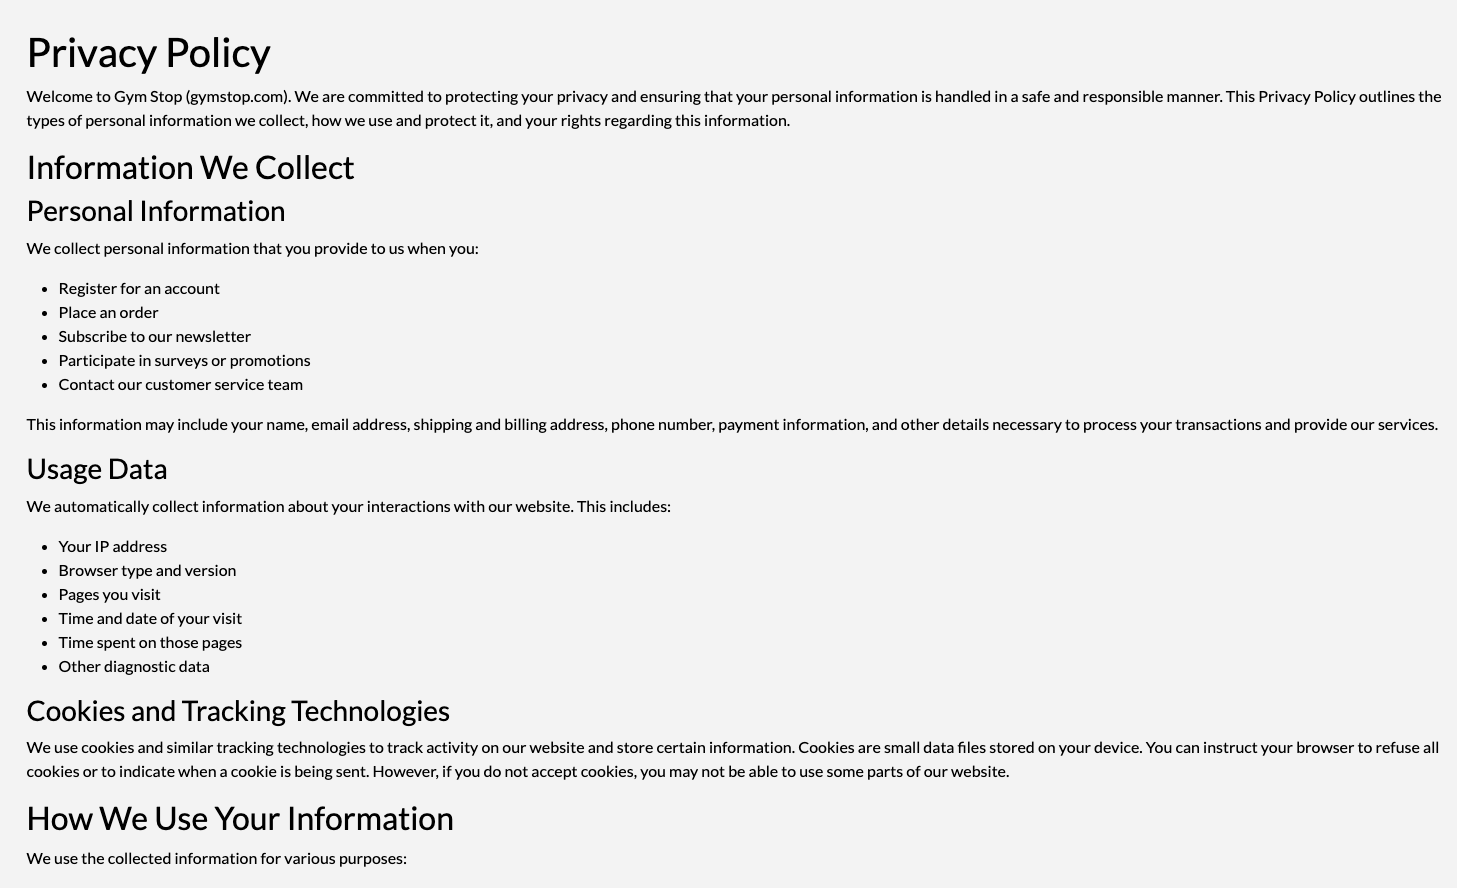 Privacy Policy
Welcome to Gym Stop (gymstop.com). We are committed to protecting your privacy and ensuring that your personal information is handled in a safe and responsible manner. This Privacy Policy outlines the
types of personal information we collect, how we use and protect it, and your rights regarding this information.
Information We Collect
Personal Information
We collect personal information that you provide to us when you:
• Register for an account
• Place an order
• Subscribe to our newsletter
• Participate in surveys or promotions
• Contact our customer service team
This information may include your name, email address, shipping and billing address, phone number, payment information, and other details necessary to process your transactions and provide our services.
Usage Data
We automatically collect information about your interactions with our website. This includes:
• Your IP address
• Browser type and version
• Pages you visit
• Time and date of your visit
• Time spent on those pages
• Other diagnostic data
Cookies and Tracking Technologies
We use cookies and similar tracking technologies to track activity on our website and store certain information. Cookies are small data files stored on your device. You can instruct your browser to refuse all
cookies or to indicate when a cookie is being sent. However, if you do not accept cookies, you may not be able to use some parts of our website.
How We Use Your Information
We use the collected information for various purposes: